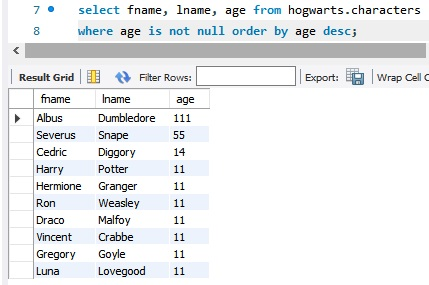 7 select fname, lname, age from hogwarts.characters
8 where age is not null order by age desc;
Result Grid Filter Rows: Export: Wrap Cell C
fname lname age
Albus Dumbledore 111
Severus Snape 55
Cedric Diggory 14
Harry Potter 11
Hermione Granger 11
Ron Weasley 11
Draco Malfoy 11
Vincent Crabbe 11
Gregory Goyle 11
Luna Lovegood 11